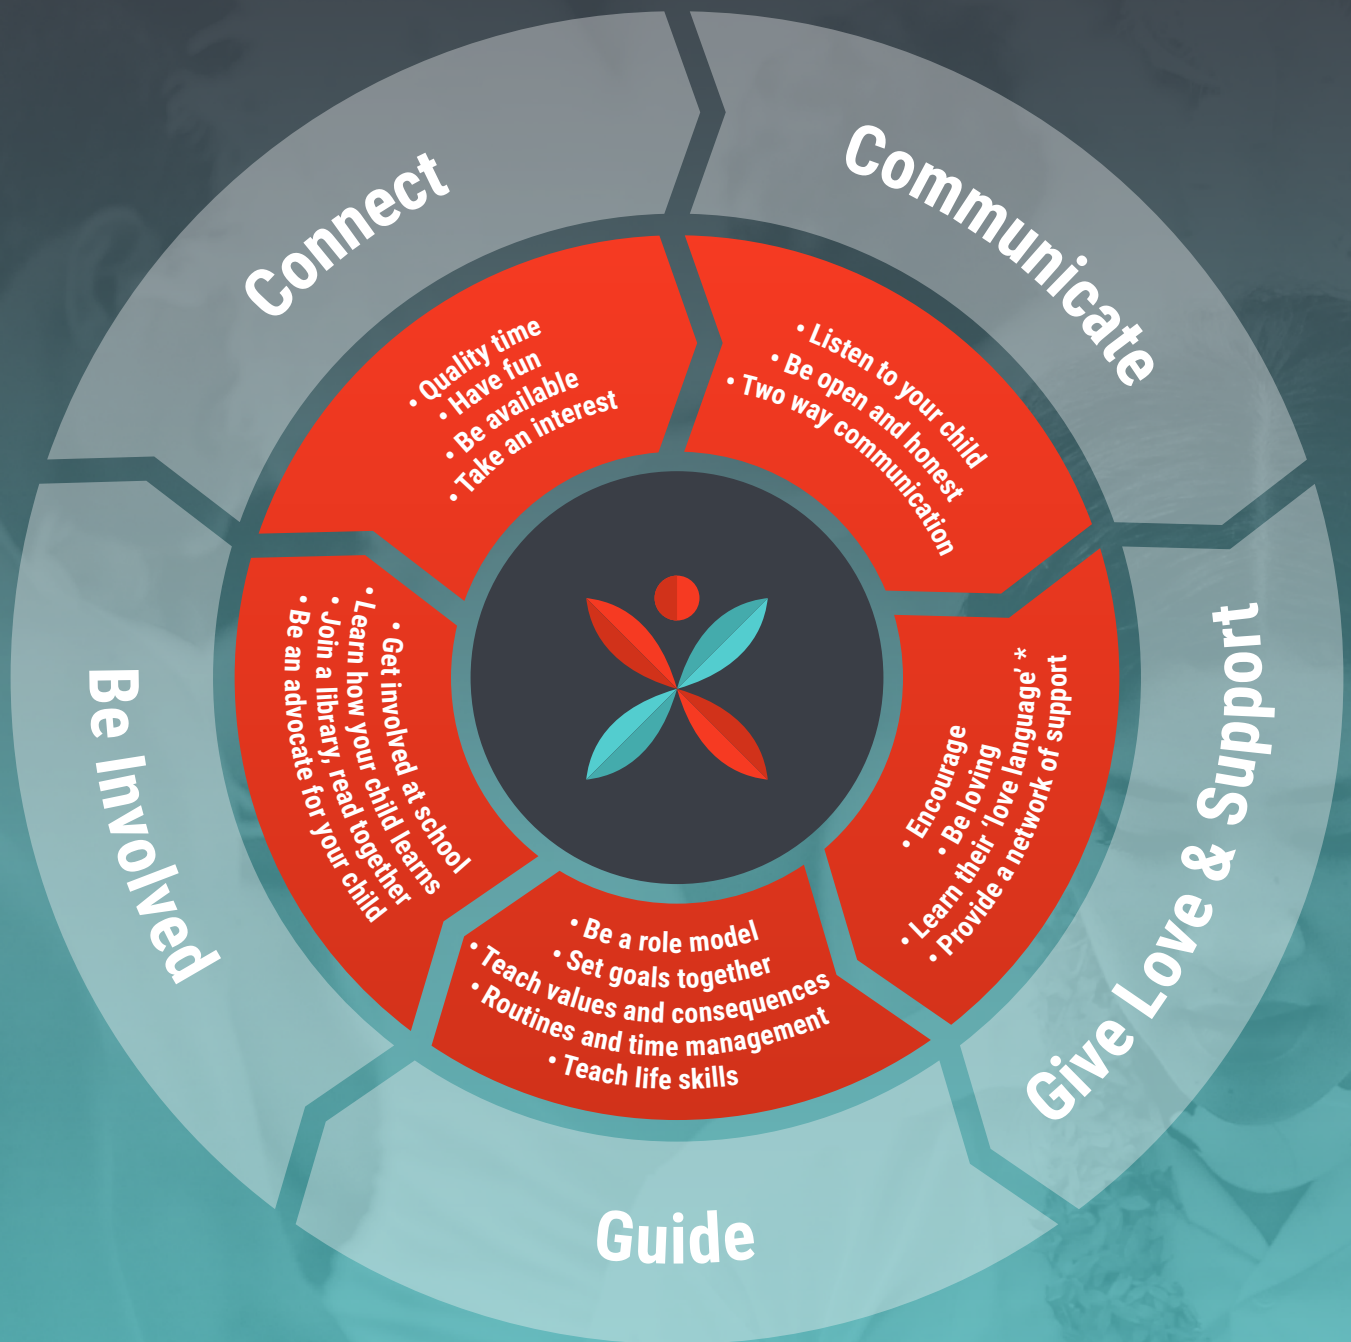 Connect
• Quality time
• Have fun
• Be available
• Take an interest
Communicate
• Listen to your child
• Be open and honest
• Two way communication
Give Love & Support
• Encourage
• Be loving
• Learn their ‘love language’ *
• Provide a network of support
Guide
• Be a role model
• Set goals together
• Teach values and consequences
• Routines and time management
• Teach life skills
Be Involved
• Get involved at school
• Learn how your child learns
• Join a library, read together
• Be an advocate for your child